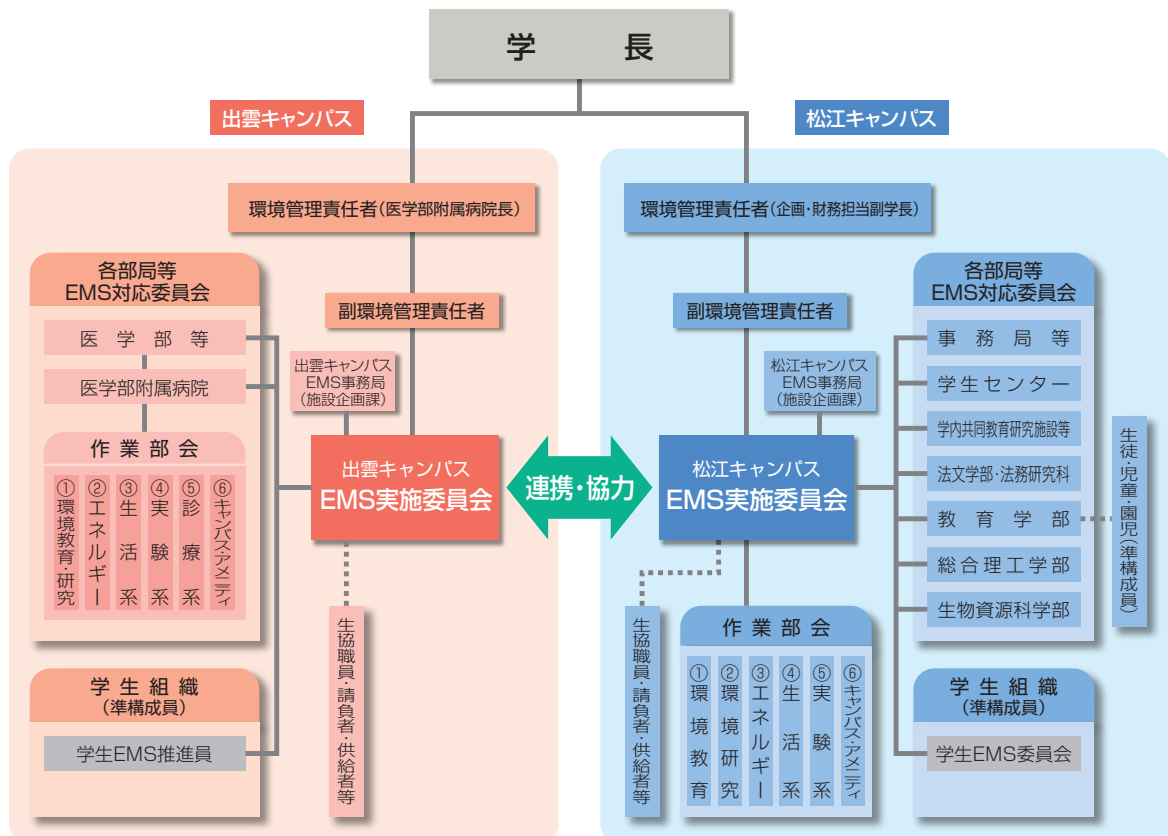 学長
出雲キャンパス
松江キャンパス
環境管理責任者(医学部附属病院長)
環境管理責任者(企画・財務担当副学長)
各部局等
EMS対応委員会
医学部等
医学部附属病院
作業部会
①環境教育・研究
②エネルギー
③生活系
④実験系
⑤診療系
⑥キャンパス・アメニティ
学生組織
(準構成員)
学生EMS推進員
副環境管理責任者
出雲キャンパス
EMS事務局
(施設企画課)
出雲キャンパス
EMS実施委員会
生協職員・請負者・供給者等
連携・協力
副環境管理責任者
松江キャンパス
EMS事務局
(施設企画課)
松江キャンパス
EMS実施委員会
生協職員・請負者・供給者等
作業部会
①環境教育
②環境研究
③エネルギー
④生活系
⑤実験系
⑥キャンパス・アメニティ
各部局等
EMS対応委員会
事務局等
学生センター
学内共同教育研究施設等
法文学部・法務研究科
教育学部
総合理工学部
生物資源科学部
生徒・児童・園児(準構成員)
学生組織
(準構成員)
学生EMS委員会